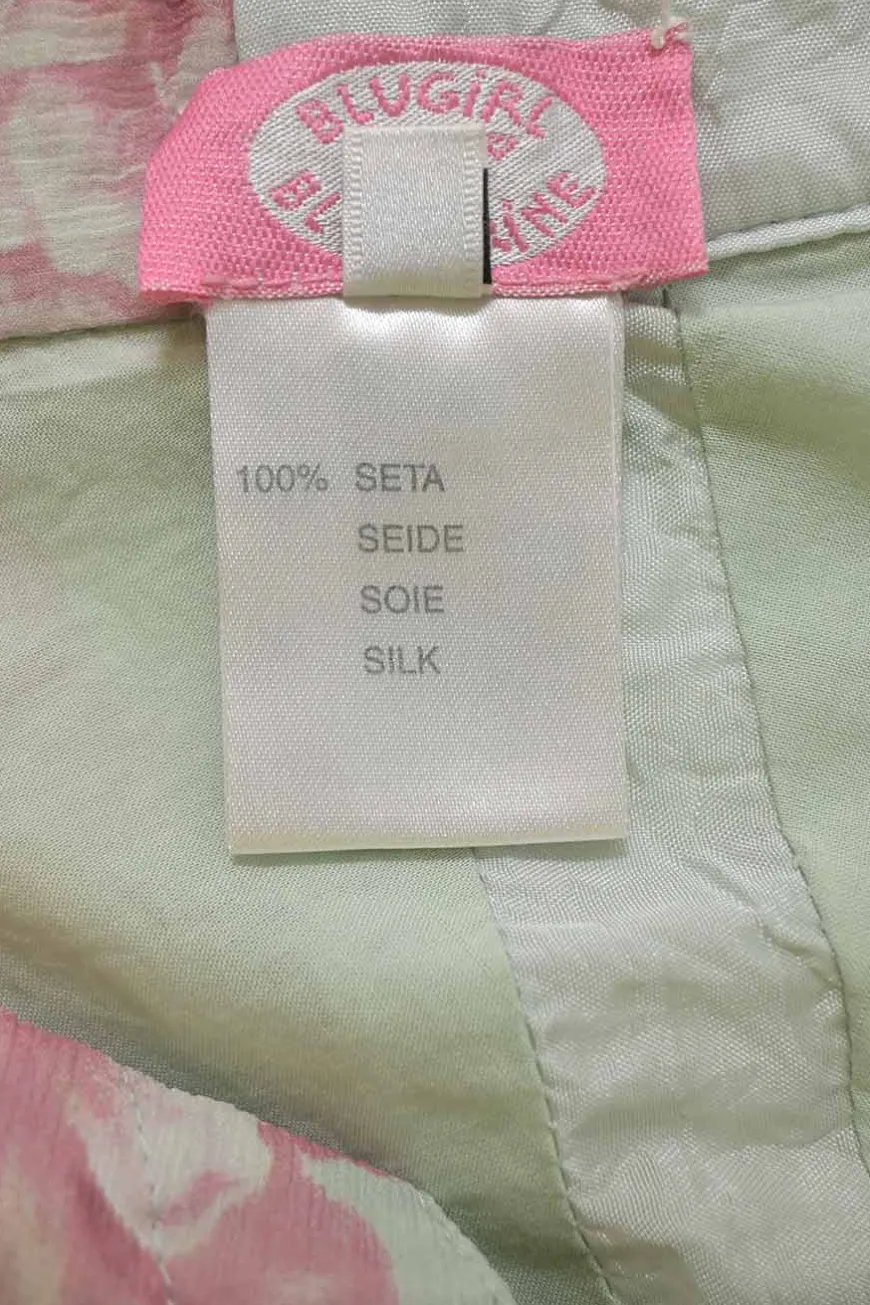 BLUGIRL
100% SETA
SEIDE
SOIE
SILK